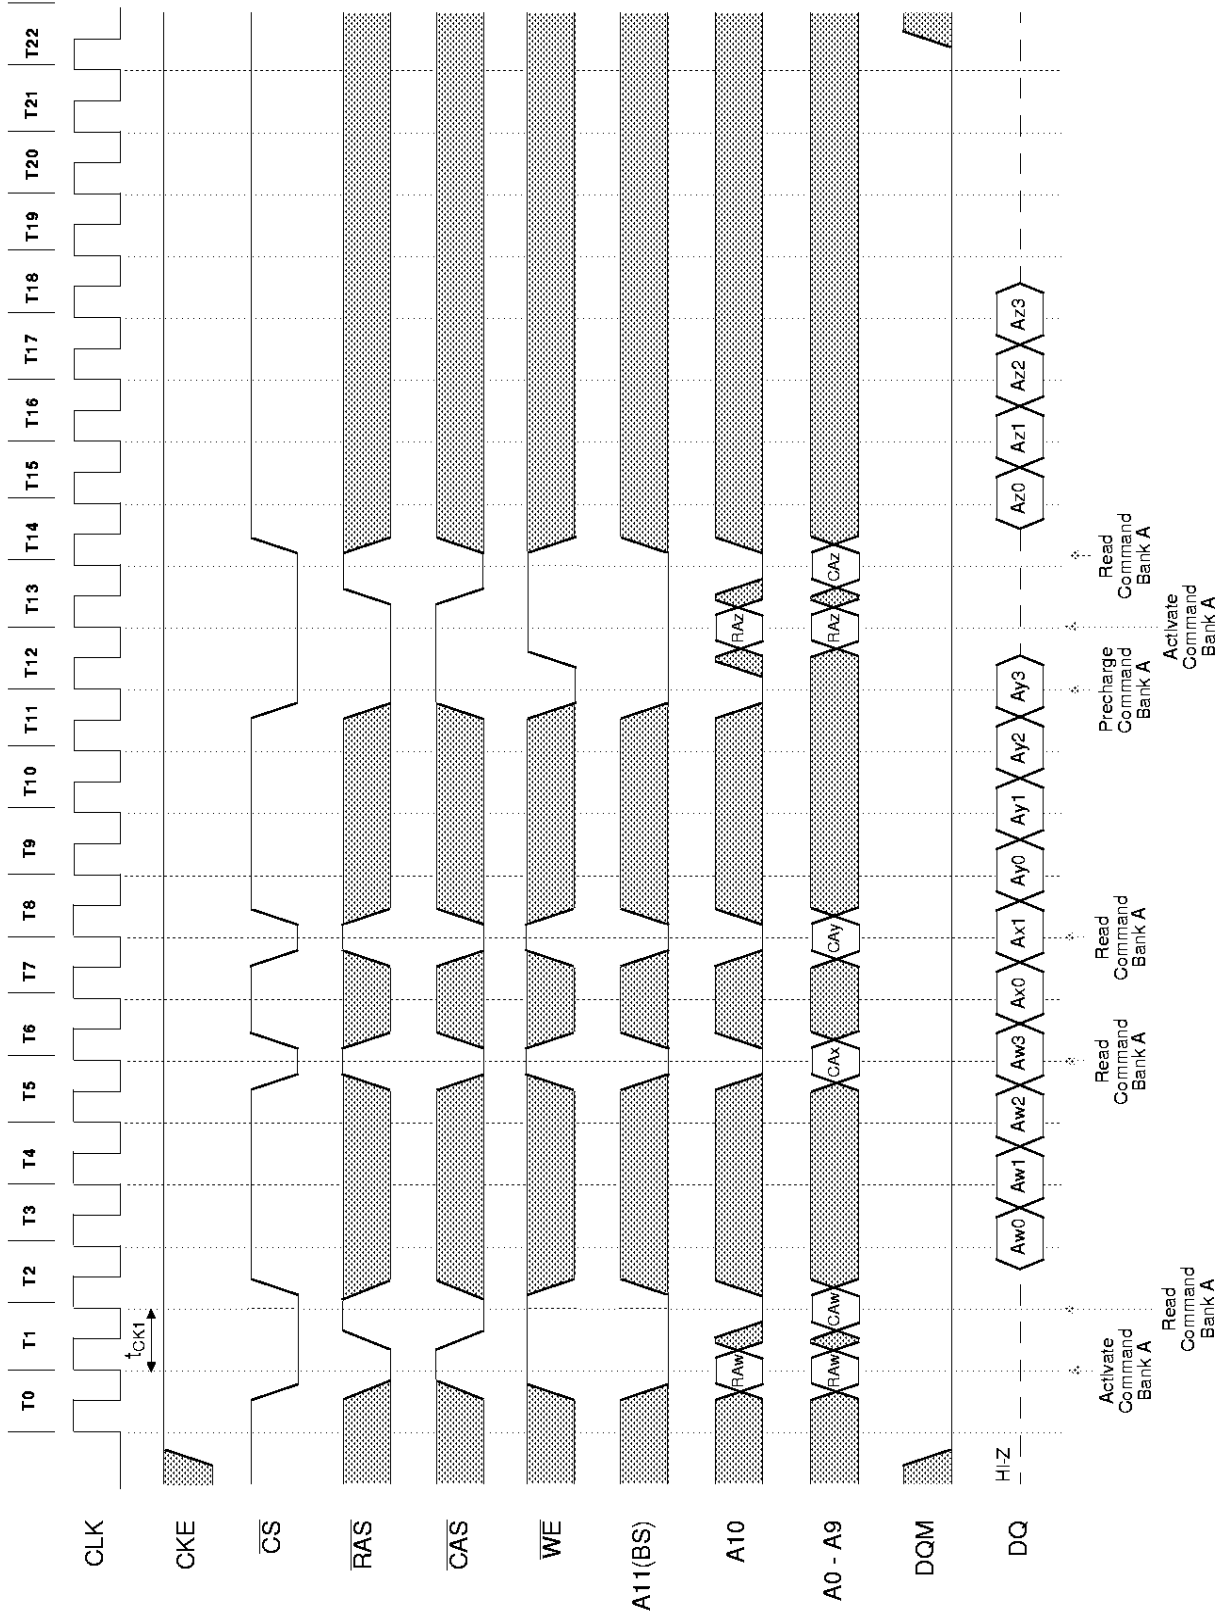 T0 T1 T2 T3 T4 T5 T6 T7 T8 T9 T10 T11 T12 T13 T14 T15 T16 T17 T18 T19 T20 T21 T22
CLK
tCK1
CKE
CS
RAS
CAS
WE
A11(BS)
A10
RAw RAz
A0 - A9
RAw CAw CAx CAy RAz CAz
DQM
DQ
HI-Z
Aw0 Aw1 Aw2 Aw3 Ax0 Ax1 Ay0 Ay1 Ay2 Ay3 Az0 Az1 Az2 Az3
Activate
Command
Bank A
Read
Command
Bank A
Read
Command
Bank A
Read
Command
Bank A
Precharge
Command
Bank A
Activate
Command
Bank A
Read
Command
Bank A